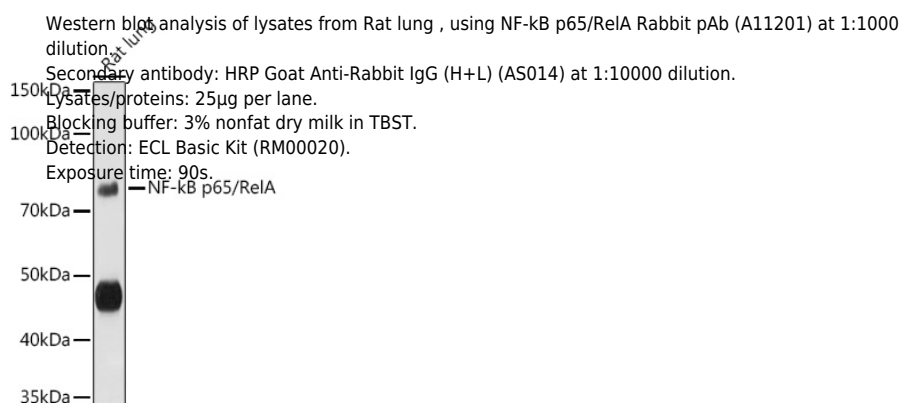 Western blot analysis of lysates from Rat lung , using NF-kB p65/RelA Rabbit pAb (A11201) at 1:1000
dilution.
Secondary antibody: HRP Goat Anti-Rabbit IgG (H+L) (AS014) at 1:10000 dilution.
Lysates/proteins: 25μg per lane.
Blocking buffer: 3% nonfat dry milk in TBST.
Detection: ECL Basic Kit (RM00020).
Exposure time: 90s.
Rat lung
150kDa
100kDa
NF-kB p65/RelA
70kDa
50kDa
40kDa
35kDa